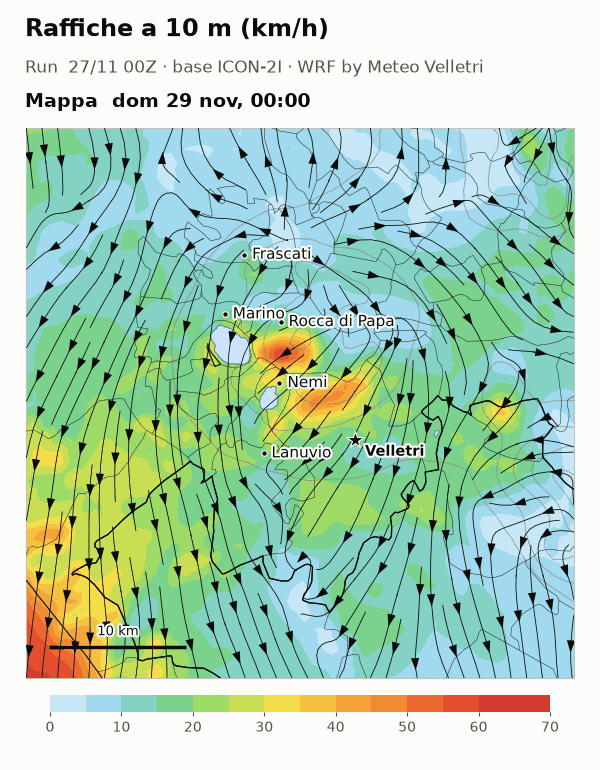 Raffiche a 10 m (km/h)
Run 27/11 00Z · base ICON-2I · WRF by Meteo Velletri
Mappa dom 29 nov, 00:00
Frascati
Marino
Rocca di Papa
Nemi
Lanuvio
Velletri
10 km
0 10 20 30 40 50 60 70